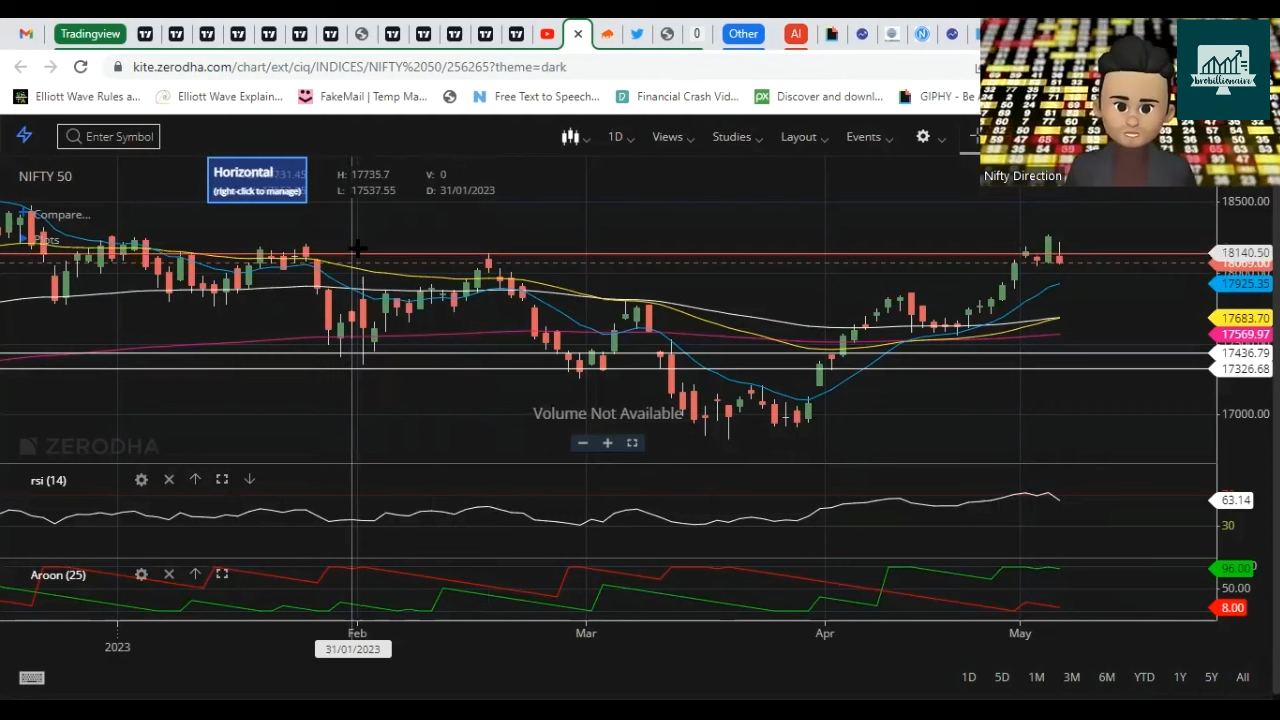 Tradingview
0
Other
AI
kite.zerodha.com/chart/ext/ciq/INDICES/NIFTY%2050/256265?theme=dark
Elliott Wave Rules a...
Elliott Wave Explain...
FakeMail | Temp Ma...
Free Text to Speech...
Financial Crash Vid...
Discover and downl...
GIPHY - Be
brobillionaire
Nifty Direction
Enter Symbol
1D
Views
Studies
Layout
Events
NIFTY 50
Horizontal
(right-click to manage)
H: 17735.7
V: 0
L: 17537.55
D: 31/01/2023
Compare...
Plots
18500.00
18140.50
17925.35
17683.70
17569.97
17436.79
17326.68
17000.00
Volume Not Available
ZERODHA
rsi (14)
63.14
30
Aroon (25)
96.00
50.00
8.00
2023
Feb
Mar
Apr
May
31/01/2023
1D
5D
1M
3M
6M
YTD
1Y
5Y
All